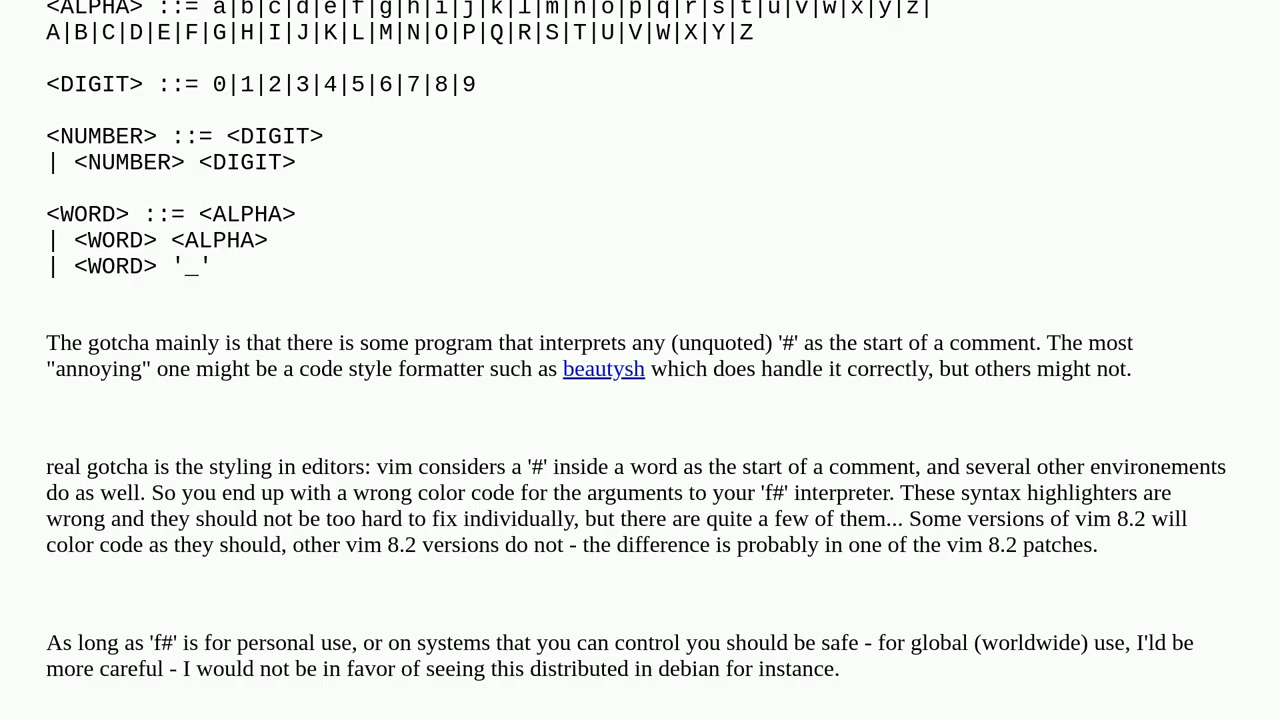 <ALPHA> ::= a|b|c|d|e|f|g|h|i|j|k|l|m|n|o|p|q|r|s|t|u|v|w|x|y|z|
A|B|C|D|E|F|G|H|I|J|K|L|M|N|O|P|Q|R|S|T|U|V|W|X|Y|Z
<DIGIT> ::= 0|1|2|3|4|5|6|7|8|9
<NUMBER> ::= <DIGIT>
| <NUMBER> <DIGIT>
<WORD> ::= <ALPHA>
| <WORD> <ALPHA>
| <WORD> '_'
The gotcha mainly is that there is some program that interprets any (unquoted) '#' as the start of a comment. The most
"annoying" one might be a code style formatter such as beautysh which does handle it correctly, but others might not.
real gotcha is the styling in editors: vim considers a '#' inside a word as the start of a comment, and several other environements
do as well. So you end up with a wrong color code for the arguments to your 'f#' interpreter. These syntax highlighters are
wrong and they should not be too hard to fix individually, but there are quite a few of them... Some versions of vim 8.2 will
color code as they should, other vim 8.2 versions do not - the difference is probably in one of the vim 8.2 patches.
As long as 'f#' is for personal use, or on systems that you can control you should be safe - for global (worldwide) use, I'ld be
more careful - I would not be in favor of seeing this distributed in debian for instance.